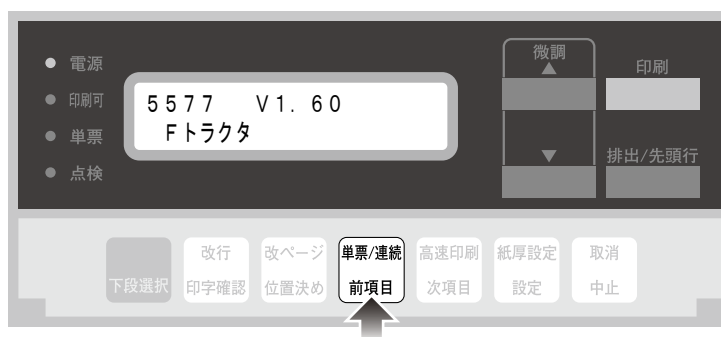 電源
印刷可
単票
点検
5577 V1.60
Fトラクタ
微調
▲
▼
印刷
排出/先頭行
下段選択
改行
印字確認
改ページ
位置決め
単票/連続
前項目
高速印刷
次項目
紙厚設定
設定
取消
中止